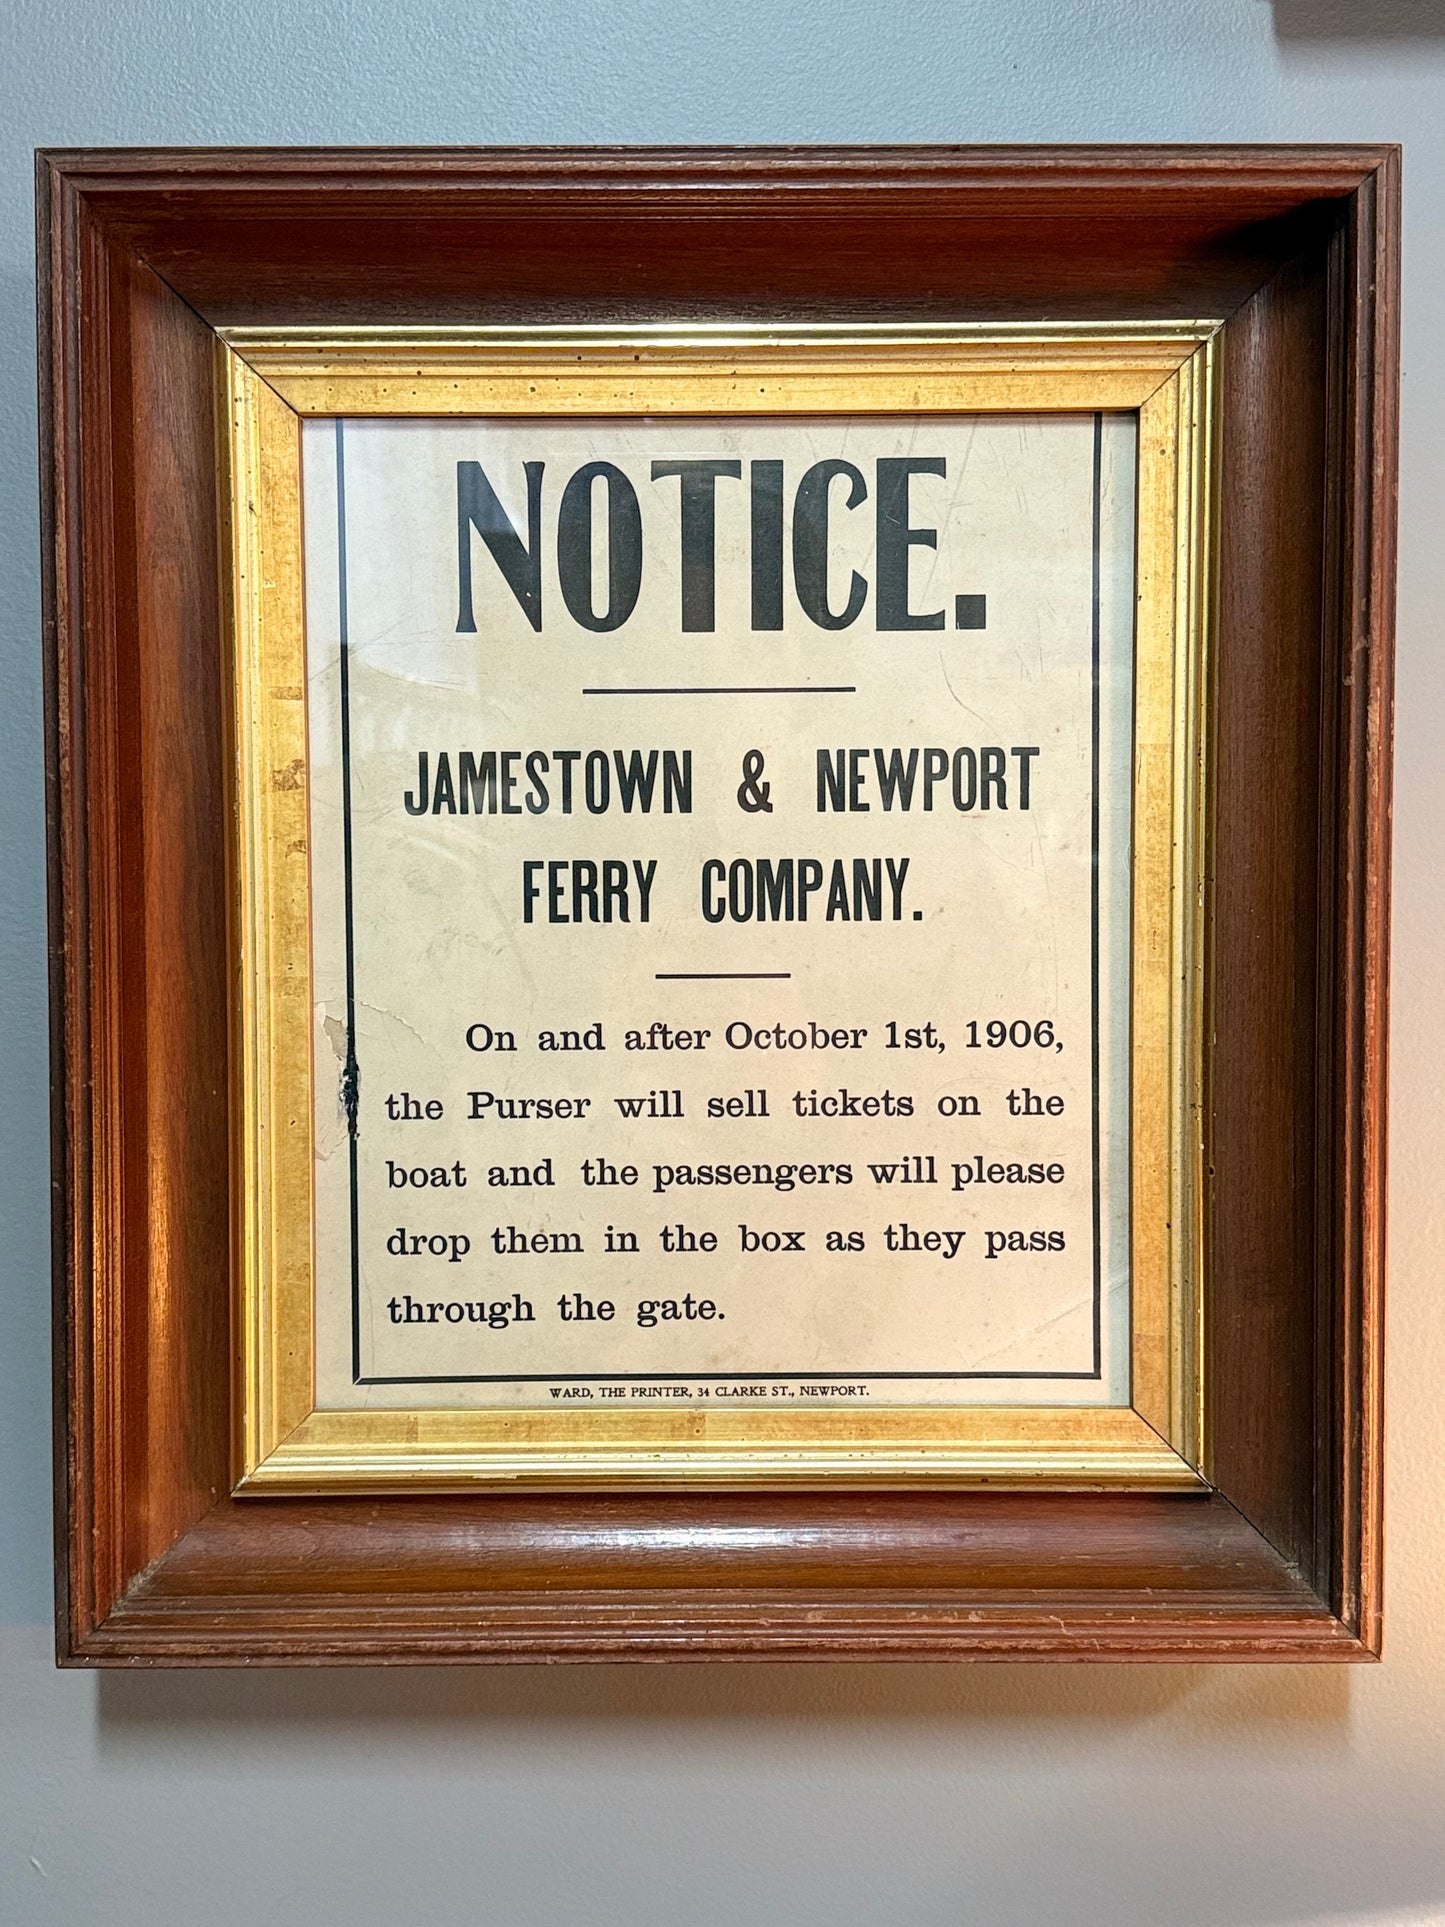 NOTICE.
JAMESTOWN & NEWPORT
FERRY COMPANY.
On and after October 1st, 1906,
the Purser will sell tickets on the
boat and the passengers will please
drop them in the box as they pass
through the gate.
WARD, THE PRINTER, 34 CLARKE ST., NEWPORT.